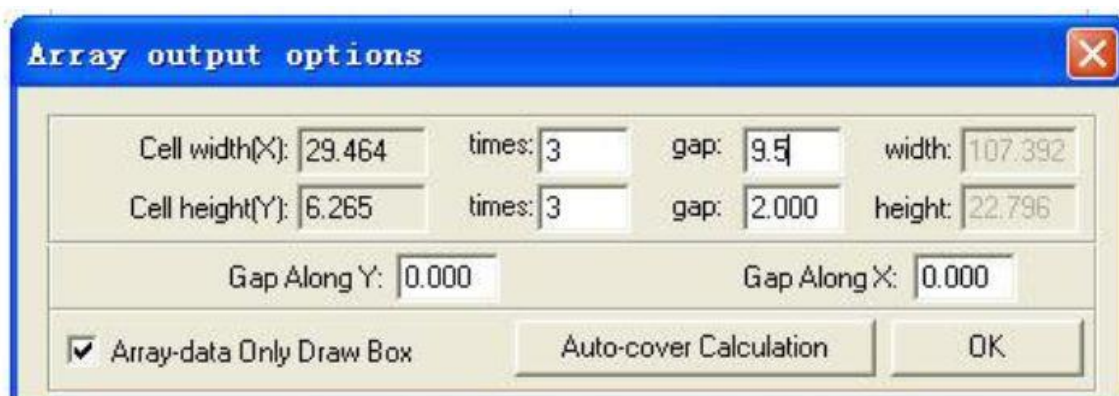 Array output options
Cell width(X): 29.464 times: 3 gap: 9.5 width: 107.392
Cell height(Y): 6.265 times: 3 gap: 2.000 height: 22.796
Gap Along Y: 0.000 Gap Along X: 0.000
Array-data Only Draw Box Auto-cover Calculation OK